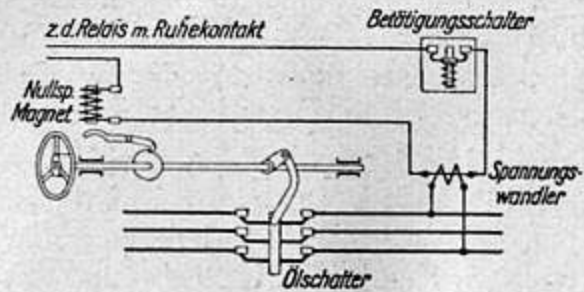 z.d. Relais m. Ruhekontakt
Betätigungsschalter
Nullsp.
Magnet
Spannungs-
wandler
Ölschalter